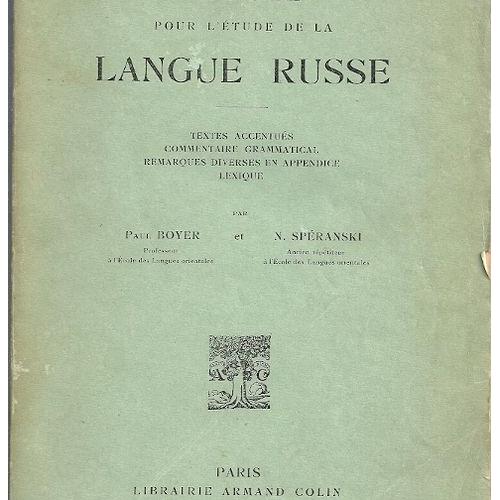 POUR L'ÉTUDE DE LA
LANGUE RUSSE
TEXTES ACCENTUÉS
COMMENTAIRE GRAMMATICAL
REMARQUES DIVERSES EN APPENDICE
LEXIQUE
PAR
PAUL BOYER et N. SPÉRANSKI
Professeur Ancien répétiteur
à l'École des Langues orientales à l'École des Langues orientales
A C
PARIS
LIBRAIRIE ARMAND COLIN